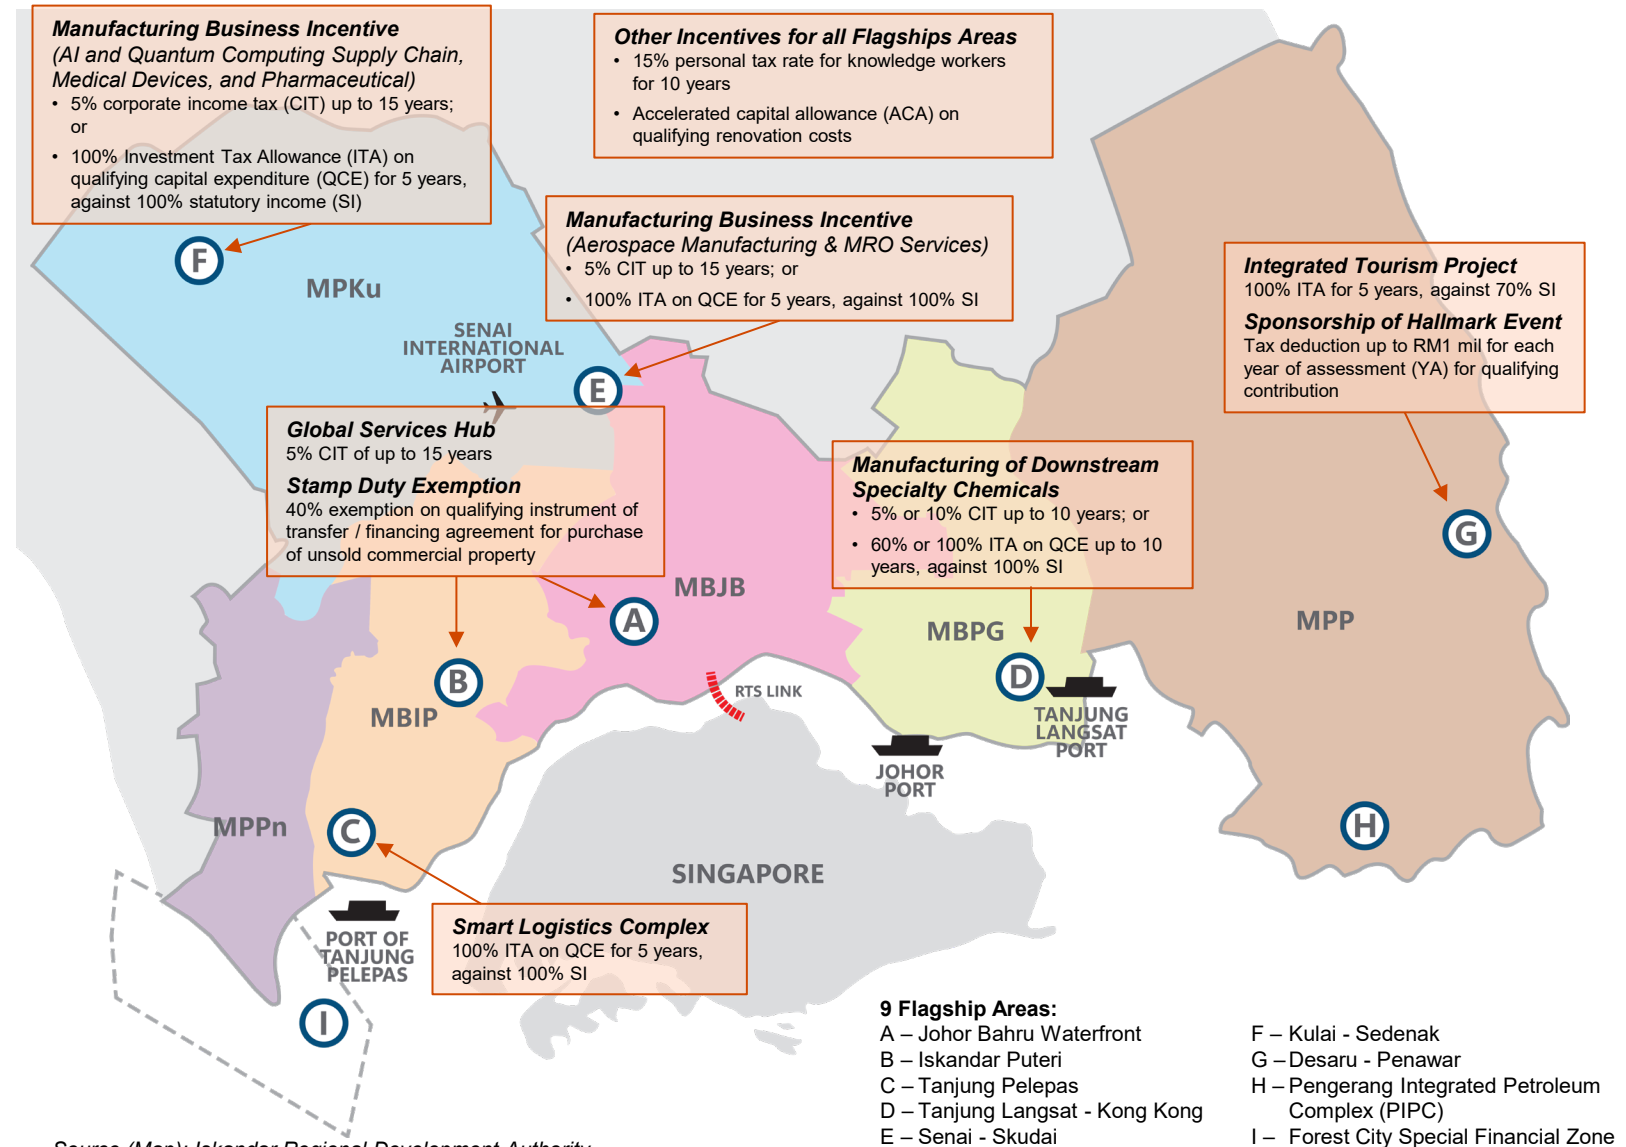 Manufacturing Business Incentive
(AI and Quantum Computing Supply Chain,
Medical Devices, and Pharmaceutical)
• 5% corporate income tax (CIT) up to 15 years;
or
• 100% Investment Tax Allowance (ITA) on
qualifying capital expenditure (QCE) for 5 years,
against 100% statutory income (SI)
Other Incentives for all Flagships Areas
• 15% personal tax rate for knowledge workers
for 10 years
• Accelerated capital allowance (ACA) on
qualifying renovation costs
Manufacturing Business Incentive
(Aerospace Manufacturing & MRO Services)
• 5% CIT up to 15 years; or
• 100% ITA on QCE for 5 years, against 100% SI
Integrated Tourism Project
100% ITA for 5 years, against 70% SI
Sponsorship of Hallmark Event
Tax deduction up to RM1 mil for each
year of assessment (YA) for qualifying
contribution
F
MPKu
SENAI
INTERNATIONAL
AIRPORT
E
Global Services Hub
5% CIT of up to 15 years
Stamp Duty Exemption
40% exemption on qualifying instrument of
transfer / financing agreement for purchase
of unsold commercial property
Manufacturing of Downstream
Specialty Chemicals
• 5% or 10% CIT up to 10 years; or
• 60% or 100% ITA on QCE up to 10
years, against 100% SI
G
MBJB
A
MBPG
MPP
B
D
MBIP
RTS LINK
TANJUNG
LANGSAT
PORT
JOHOR
PORT
MPPn
C
H
SINGAPORE
Smart Logistics Complex
100% ITA on QCE for 5 years,
against 100% SI
PORT OF
TANJUNG
PELEPAS
I
9 Flagship Areas:
A – Johor Bahru Waterfront
B – Iskandar Puteri
C – Tanjung Pelepas
D – Tanjung Langsat - Kong Kong
E – Senai - Skudai
F – Kulai - Sedenak
G – Desaru - Penawar
H – Pengerang Integrated Petroleum
Complex (PIPC)
I – Forest City Special Financial Zone
Source (Map): Iskandar Regional Development Authority